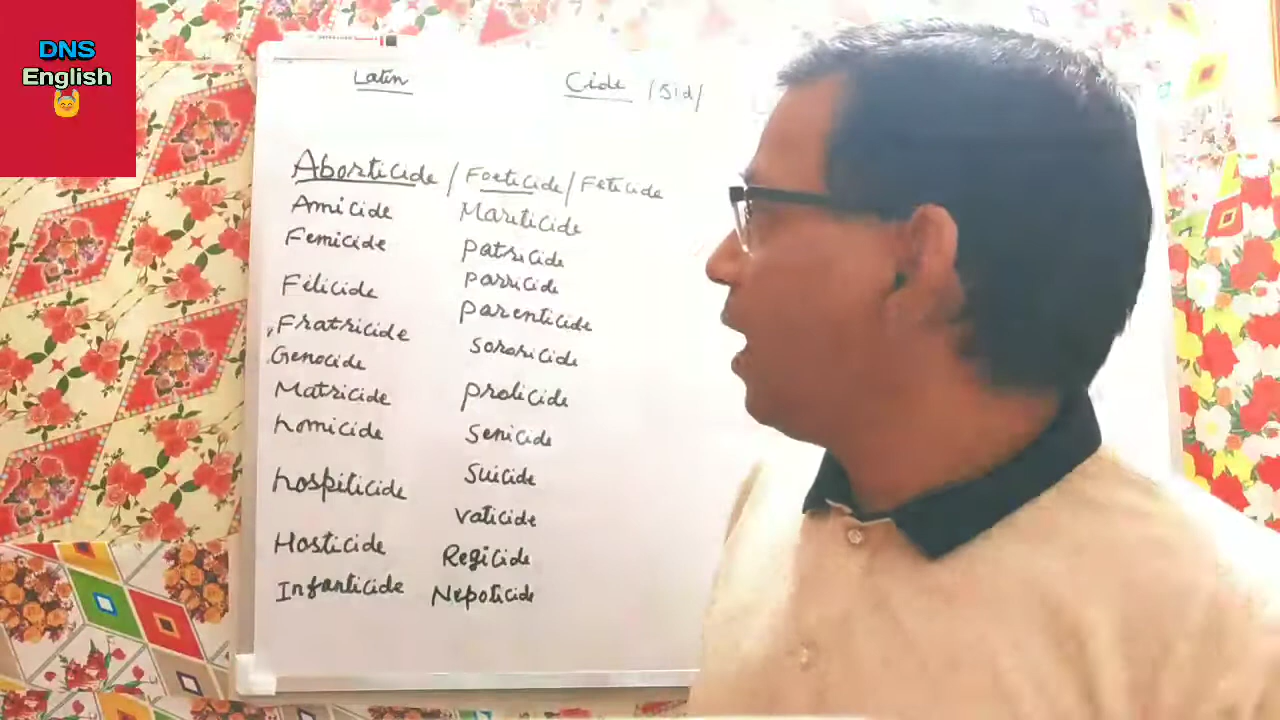 DNS
English
Latin
Cide /Sid/
Aborticide / Foeticide / Feticide
Amicide
Femicide
Filicide
Fratricide
Genocide
Matricide
homicide
hospiticide
Hosticide
Infanticide
Mariticide
Patricide
Parricide
Parenticide
Sororicide
Prolicide
Senicide
Suicide
Vaticide
Regicide
Nepoticide